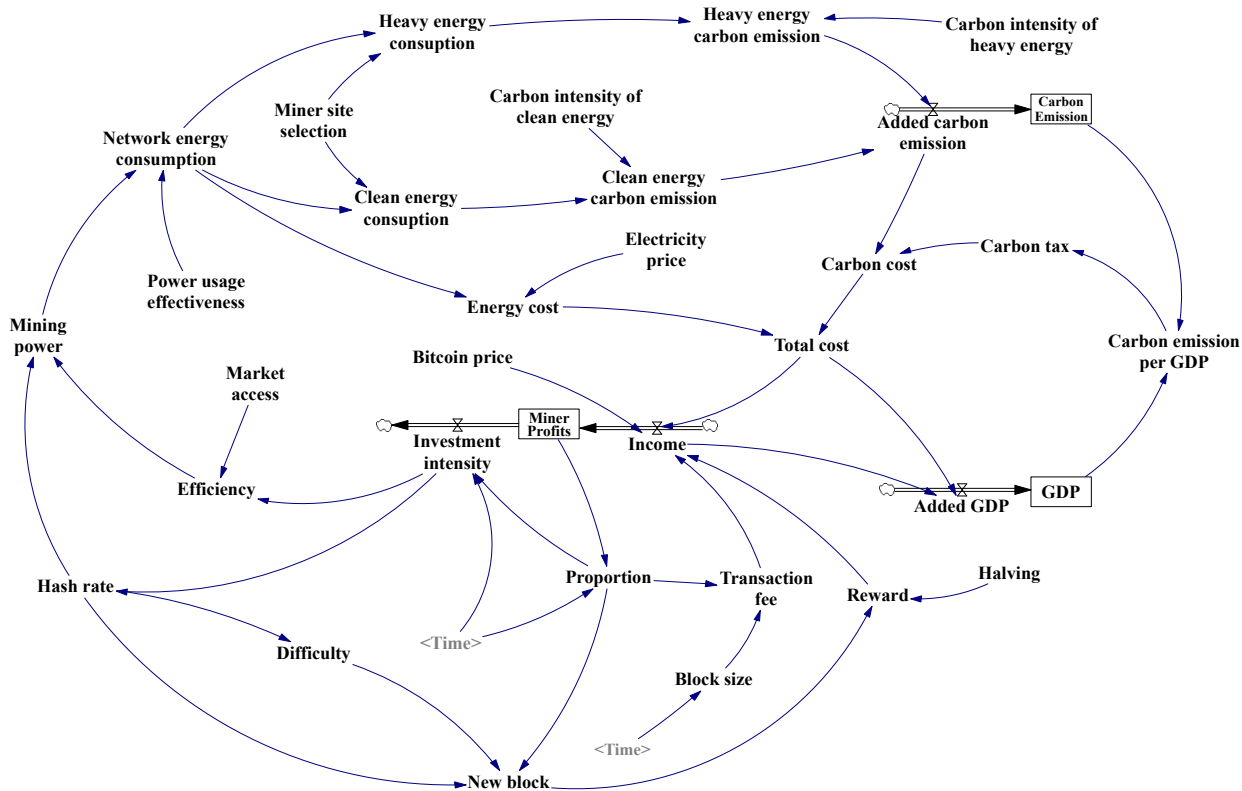 Heavy energy
consuption
Heavy energy
carbon emission
Carbon intensity of
heavy energy
Miner site
selection
Carbon intensity of
clean energy
Carbon
Emission
Added carbon
emission
Network energy
consumption
Clean energy
consuption
Clean energy
carbon emission
Electricity
price
Carbon cost
Carbon tax
Power usage
effectiveness
Energy cost
Mining
power
Total cost
Carbon emission
per GDP
Bitcoin price
Market
access
Miner
Profits
Investment
intensity
Income
Efficiency
Added GDP
GDP
Hash rate
Proportion
Transaction
fee
Reward
Halving
<Time>
Difficulty
Block size
<Time>
New block